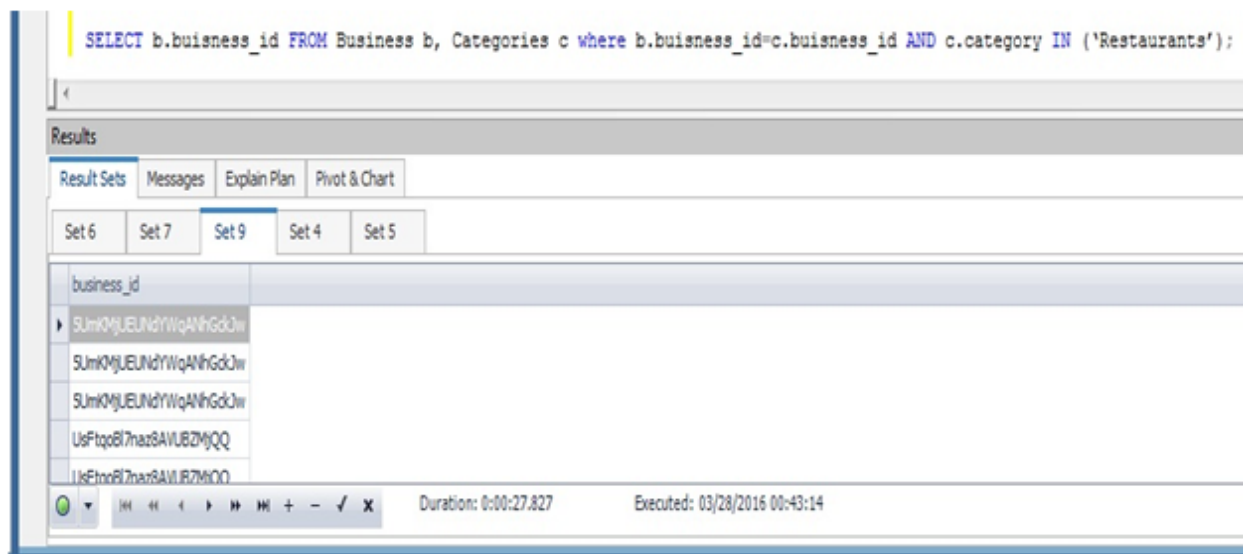 SELECT b.buisness_id FROM Business b, Categories c where b.buisness_id=c.buisness_id AND c.category IN (‘Restaurants’);
Results
Result Sets Messages Explain Plan Pivot & Chart
Set 6 Set 7 Set 9 Set 4 Set 5
business_id
5UmKMjUEUNdYWqANhGckJw
5UmKMjUEUNdYWqANhGckJw
5UmKMjUEUNdYWqANhGckJw
UsFtqoBl7naz8AVUBZMjQQ
UsFtqoBl7naz8AVUBZMjQQ
Duration: 0:00:27.827 Executed: 03/28/2016 00:43:14